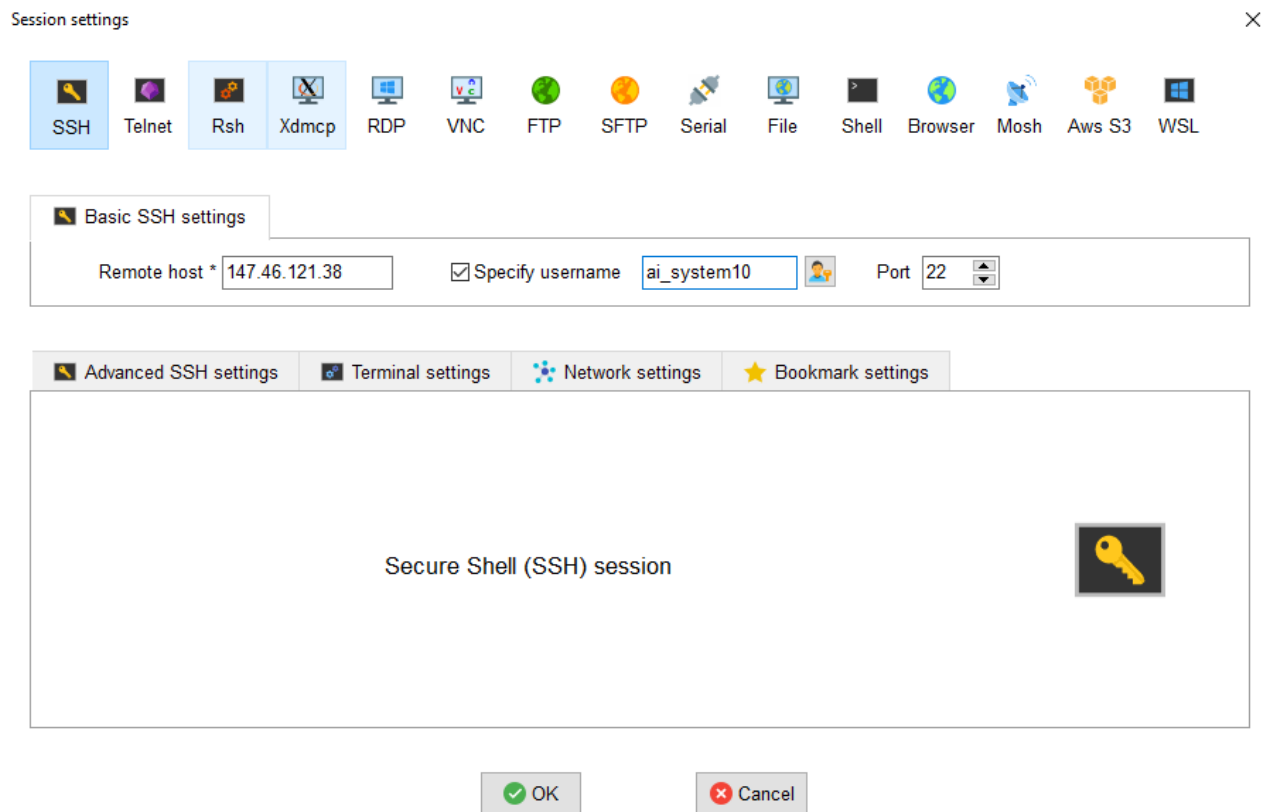 Session settings
SSH Telnet Rsh Xdmcp RDP VNC FTP SFTP Serial File Shell Browser Mosh Aws S3 WSL
Basic SSH settings
Remote host * 147.46.121.38 Specify username ai_system10 Port 22
Advanced SSH settings Terminal settings Network settings Bookmark settings
Secure Shell (SSH) session
OK Cancel